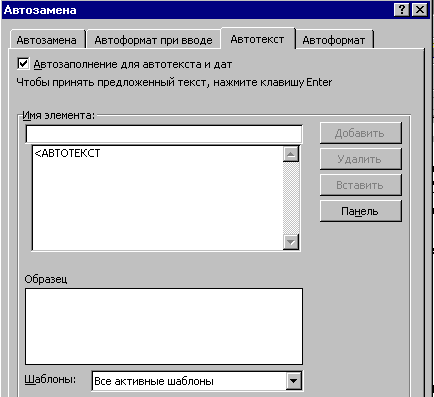 Автозамена
Автозамена Автоформат при вводе Автотекст Автоформат
Автозаполнение для автотекста и дат
Чтобы принять предложенный текст, нажмите клавишу Enter
Имя элемента:
Добавить
<АВТОТЕКСТ
Удалить
Вставить
Панель
Образец
Шаблоны: Все активные шаблоны